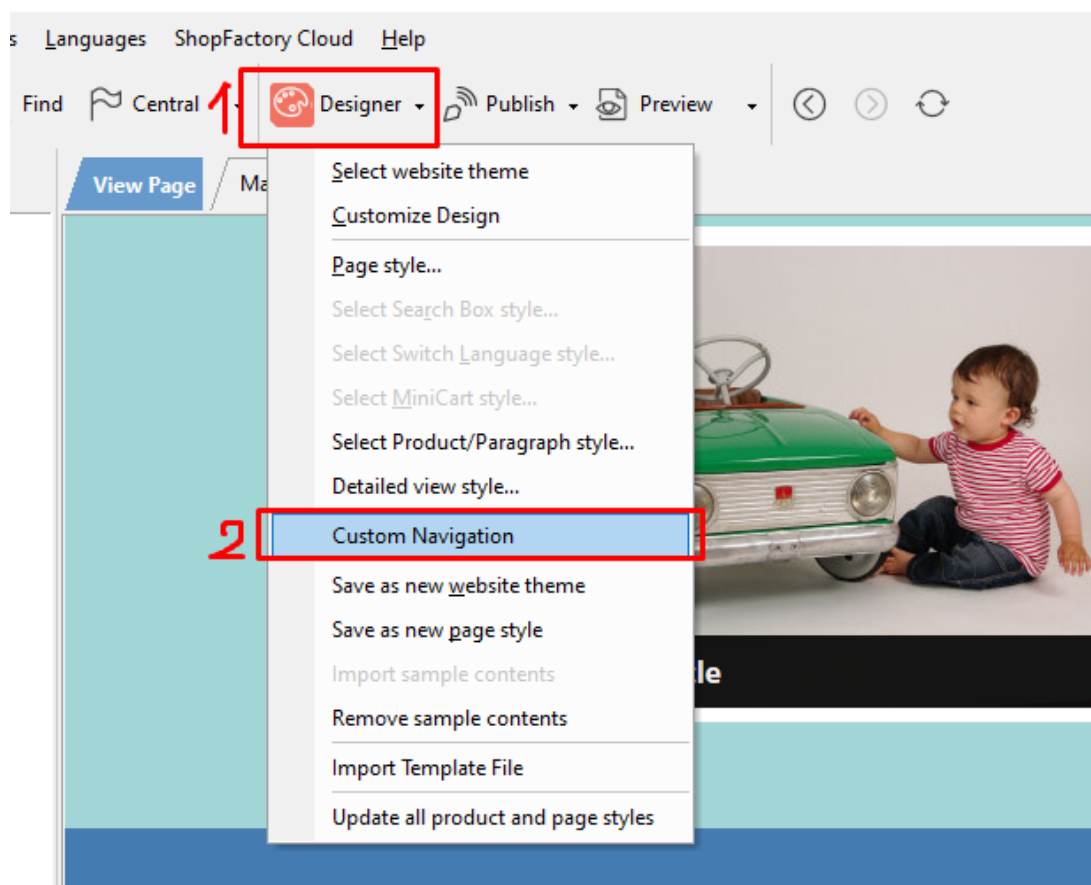 s Languages ShopFactory Cloud Help
Find Central 1 Designer Publish Preview
View Page Ma
Select website theme
Customize Design
Page style...
Select Search Box style...
Select Switch Language style...
Select MiniCart style...
Select Product/Paragraph style...
Detailed view style...
2 Custom Navigation
Save as new website theme
Save as new page style
Import sample contents
le
Remove sample contents
Import Template File
Update all product and page styles